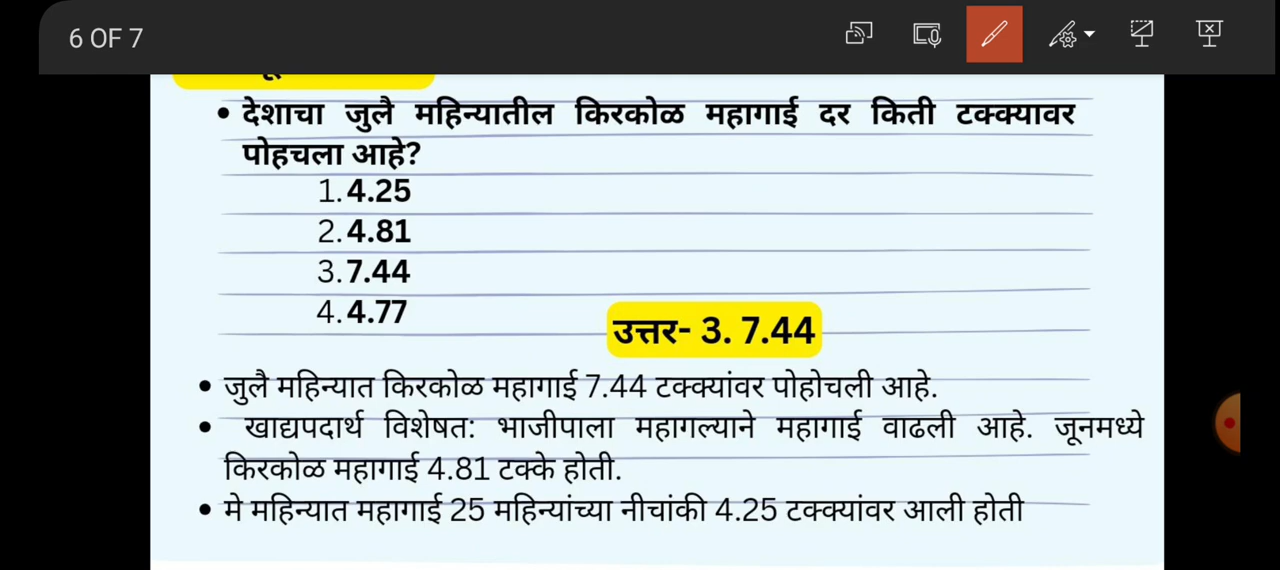 6 OF 7
• देशाचा जुलै महिन्यातील किरकोळ महागाई दर किती टक्क्यावर
पोहचला आहे?
1. 4.25
2. 4.81
3. 7.44
4. 4.77
उत्तर- 3. 7.44
• जुलै महिन्यात किरकोळ महागाई 7.44 टक्क्यांवर पोहोचली आहे.
• खाद्यपदार्थ विशेषत: भाजीपाला महागल्याने महागाई वाढली आहे. जूनमध्ये
किरकोळ महागाई 4.81 टक्के होती.
• मे महिन्यात महागाई 25 महिन्यांच्या नीचांकी 4.25 टक्क्यांवर आली होती